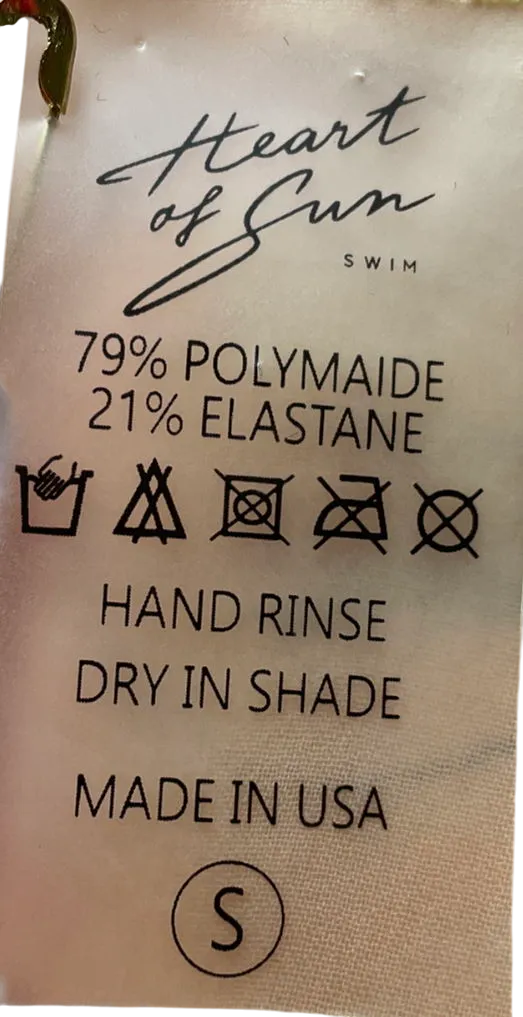 Heart
of Sun
SWIM
79% POLYMAIDE
21% ELASTANE
HAND RINSE
DRY IN SHADE
MADE IN USA
S